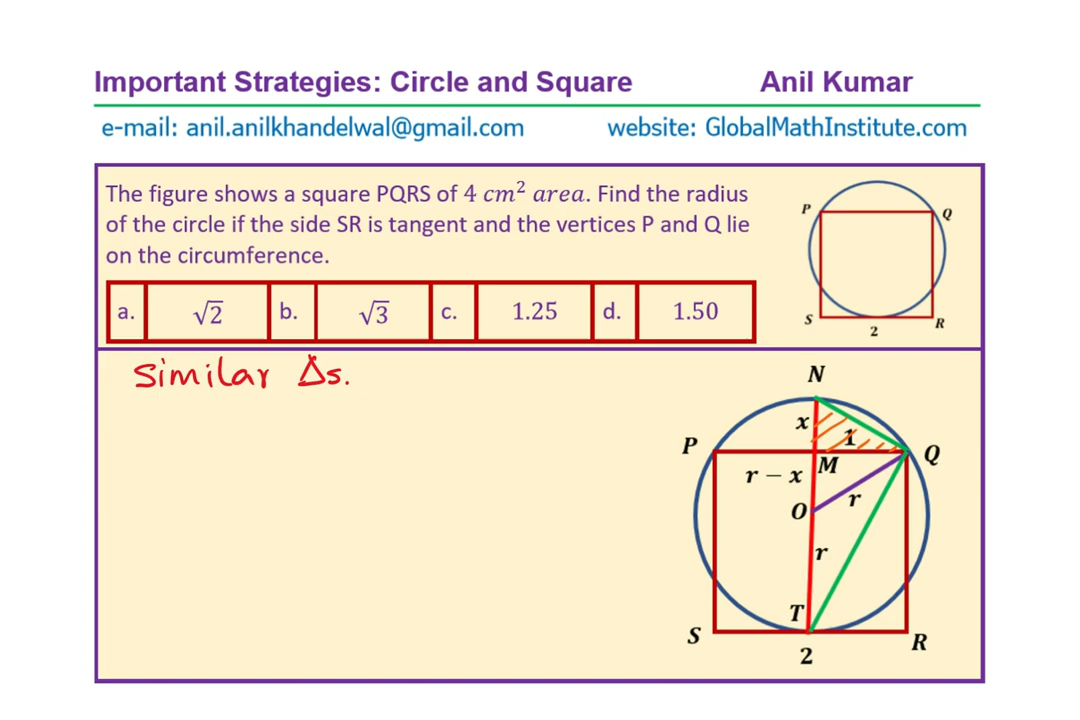 Important Strategies: Circle and Square Anil Kumar
e-mail: anil.anilkhandelwal@gmail.com website: GlobalMathInstitute.com
The figure shows a square PQRS of 4 cm² area. Find the radius
of the circle if the side SR is tangent and the vertices P and Q lie
on the circumference.
a. √2 b. √3 c. 1.25 d. 1.50
P Q
S R
2
Similar Δs.
N
x 1
P Q
M
r − x
r
O
r
T
S R
2